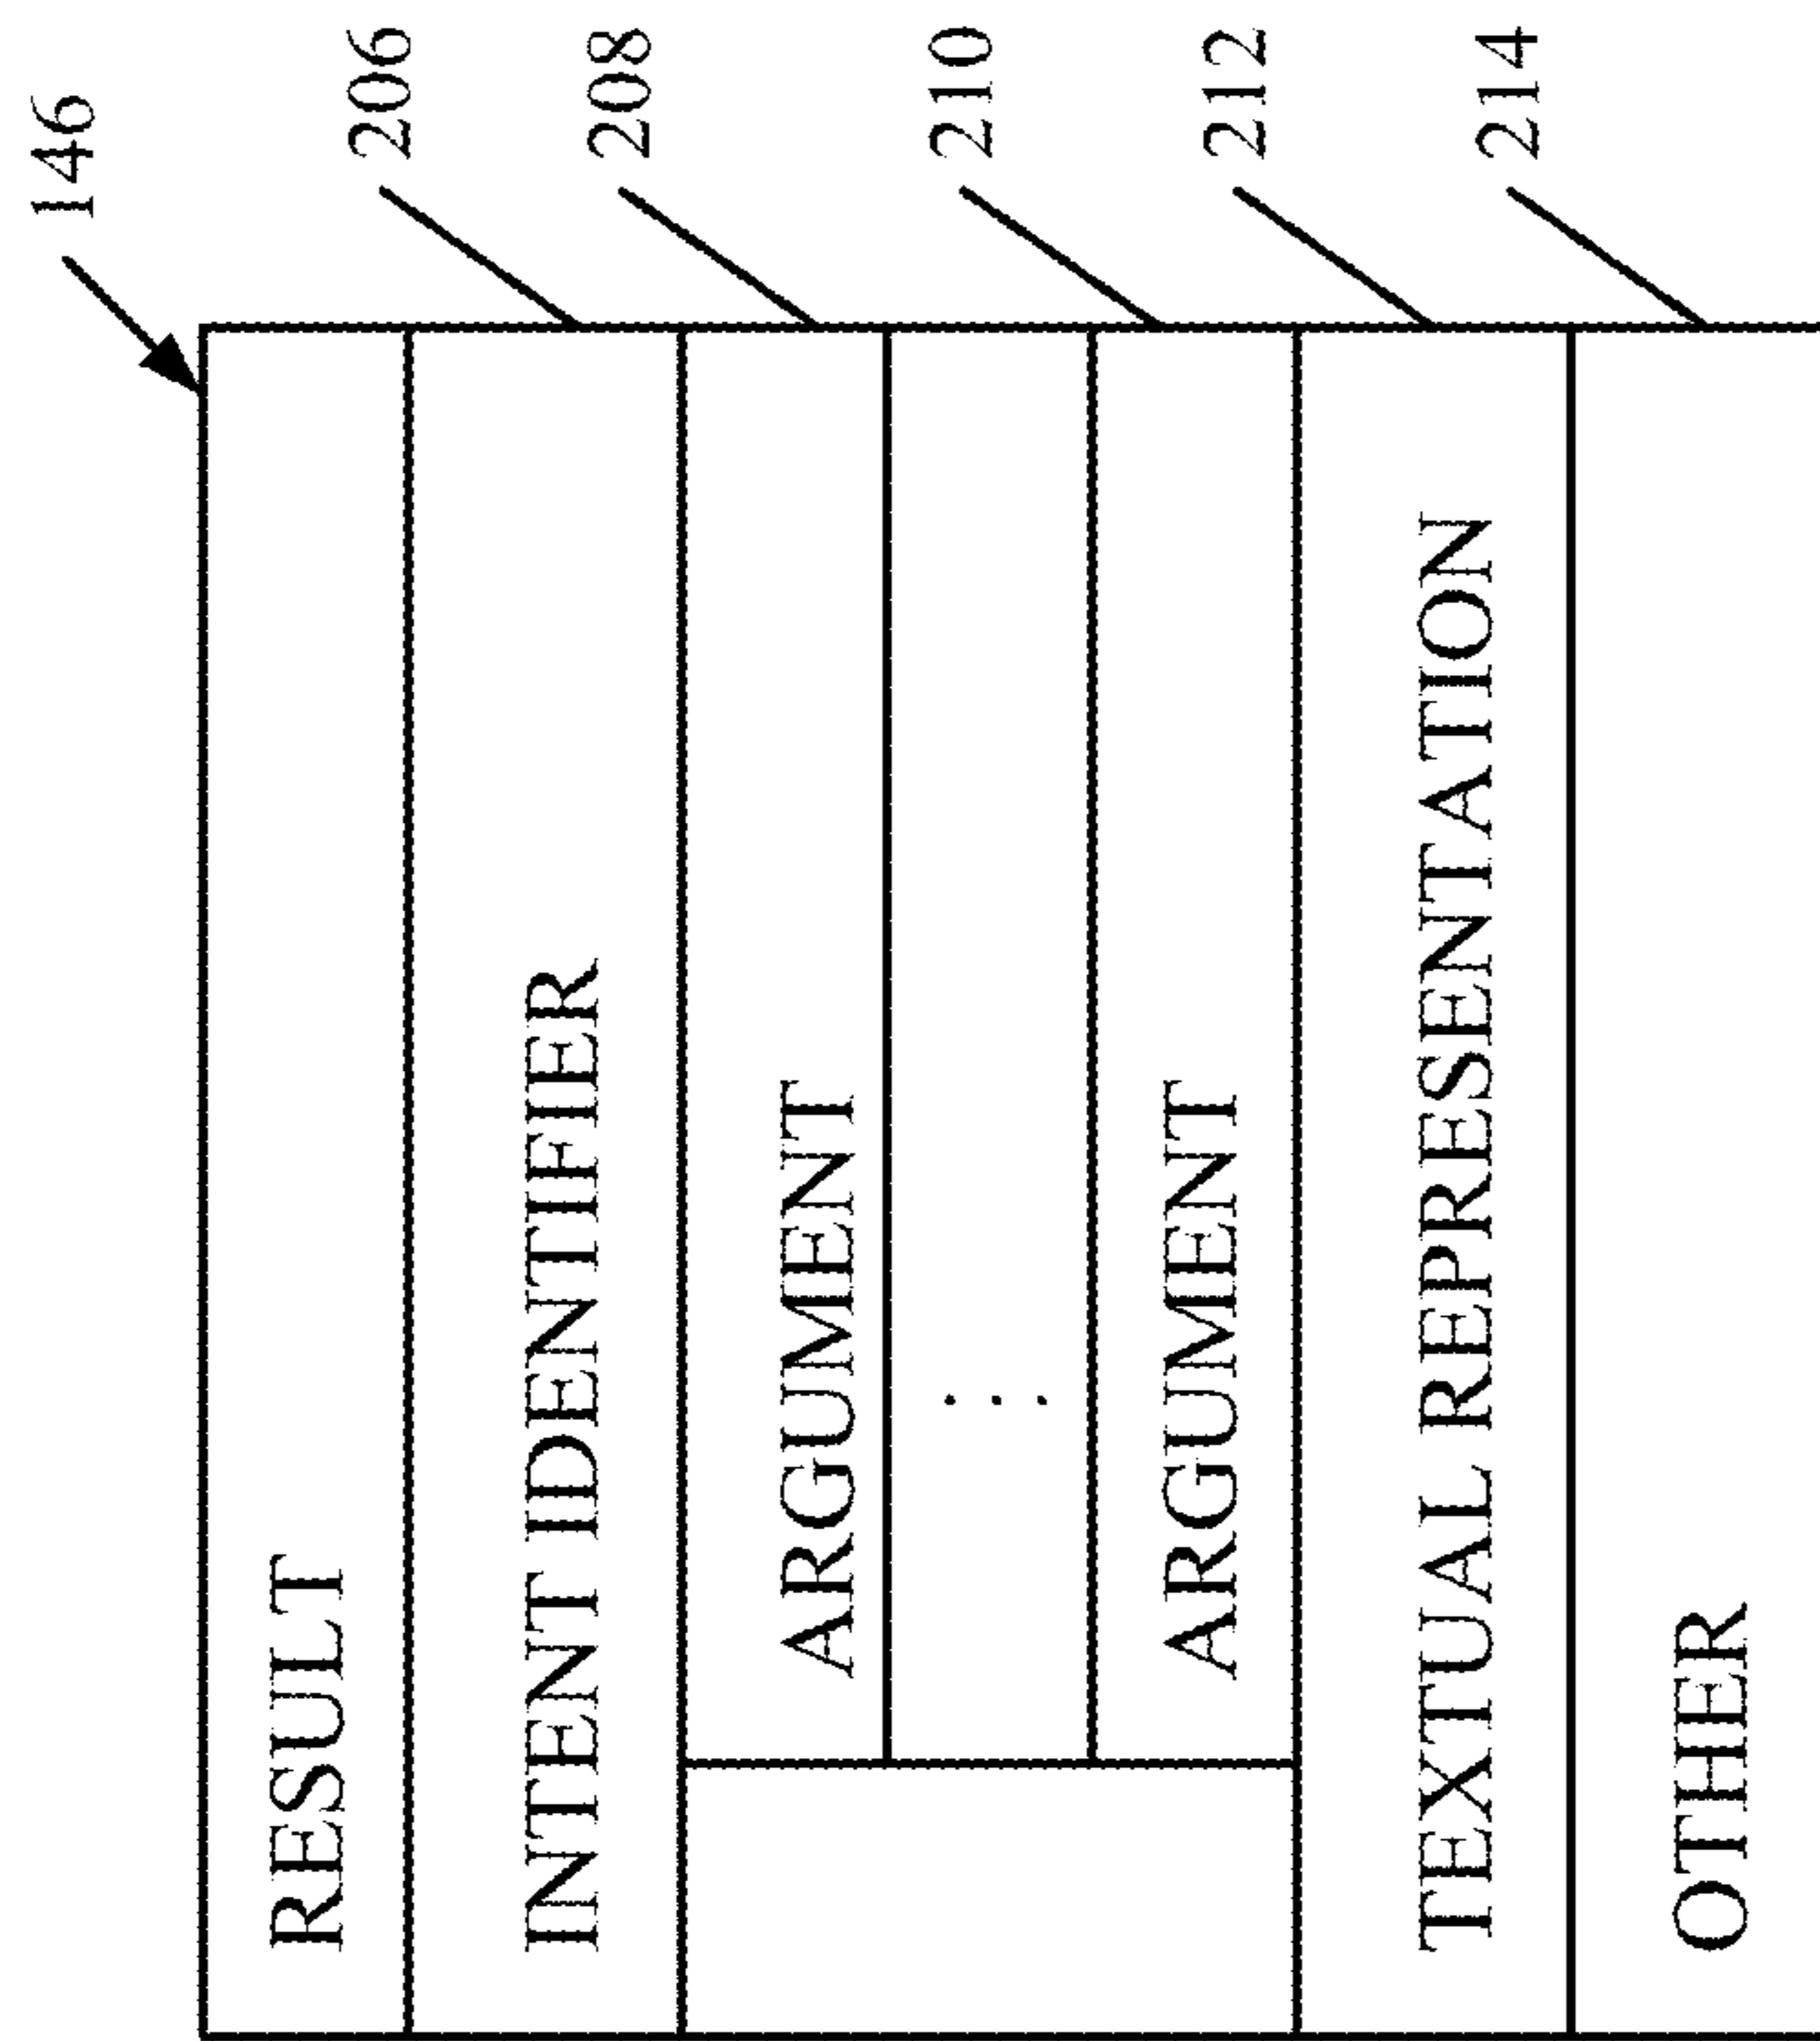 146
RESULT
INTENT IDENTIFIER 206
ARGUMENT 208
...
ARGUMENT 210
TEXTUAL REPRESENTATION 212
OTHER 214